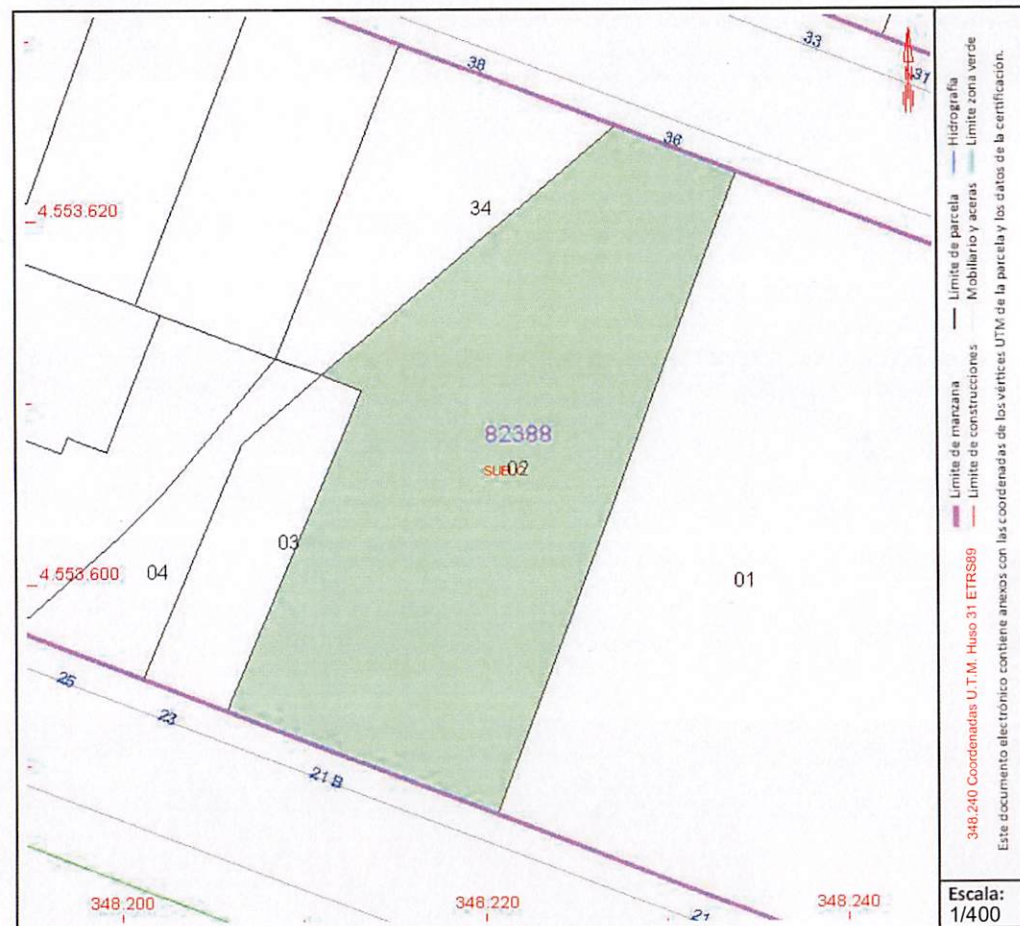 38
33
31
36
34
4.553.620
82388
SUELO
02
03
04
4.553.600
01
25
23
21 B
21
348.200
348.220
348.240
Límite de manzana
Límite de parcela
Hidrografía
Límite de construcciones
Mobiliario y aceras
Límite zona verde
348.240 Coordenadas U.T.M. Huso 31 ETRS89
Este documento electrónico contiene anexos con las coordenadas de los vértices UTM de la parcela y los datos de la certificación.
Escala:
1/400